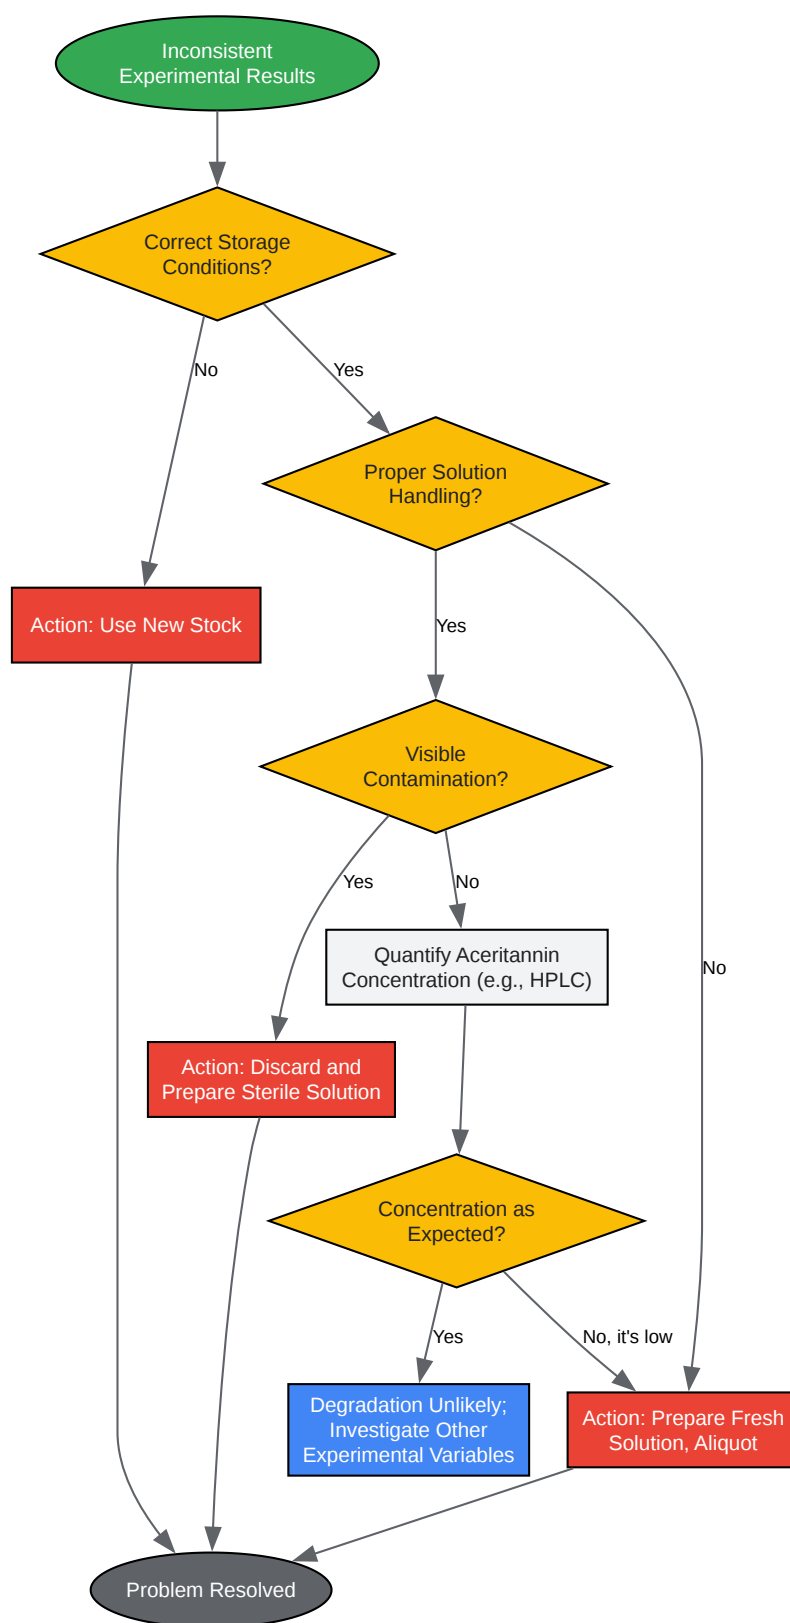 Inconsistent
Experimental Results
Correct Storage
Conditions?
No
Yes
Proper Solution
Handling?
Action: Use New Stock
Yes
Visible
Contamination?
Yes
No
Quantify Aceritannin
Concentration (e.g., HPLC)
No
Action: Discard and
Prepare Sterile Solution
Concentration as
Expected?
Yes
No, it's low
Degradation Unlikely;
Investigate Other
Experimental Variables
Action: Prepare Fresh
Solution, Aliquot
Problem Resolved